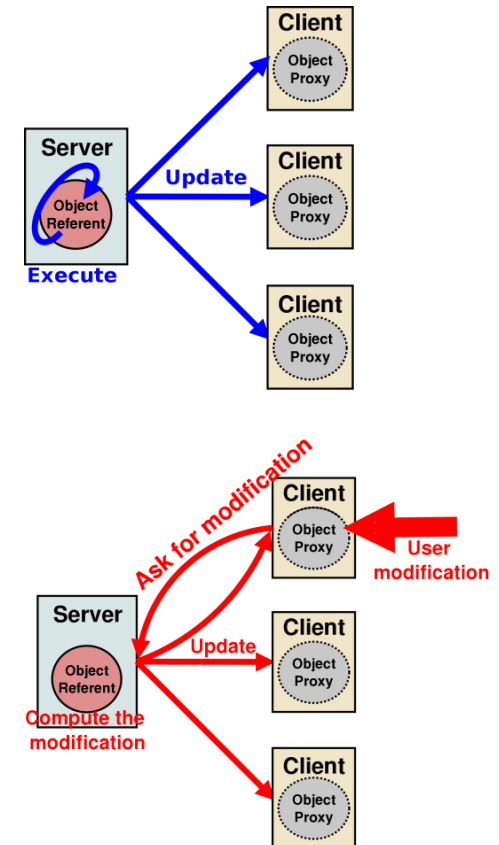 Client
Object
Proxy
Server
Object
Referent
Execute
Update
Client
Object
Proxy
Client
Object
Proxy
Ask for modification
Client
Object
Proxy
User
modification
Server
Object
Referent
Compute the
modification
Update
Client
Object
Proxy
Client
Object
Proxy